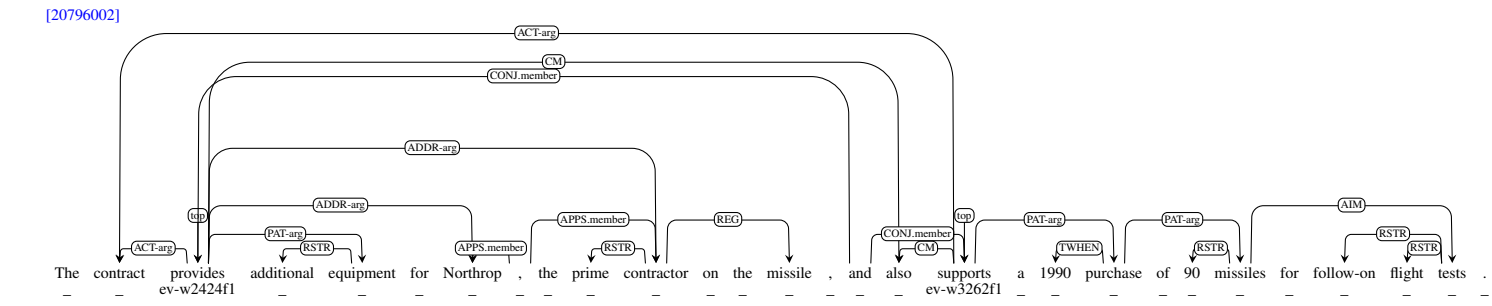 [20796002]
ACT-arg
CM
CONJ.member
ADDR-arg
ADDR-arg
top top
APPS.member REG AIM
PAT-arg CONJ.member PAT-arg PAT-arg RSTR
ACT-arg RSTR APPS.member RSTR CM TWHEN RSTR RSTR
The contract provides additional equipment for Northrop , the prime contractor on the missile , and also supports a 1990 purchase of 90 missiles for follow-on flight tests .
_ _ ev-w2424f1 _ _ _ _ _ _ _ _ _ _ _ _ _ _ ev-w3262f1 _ _ _ _ _ _ _ _ _ _ _